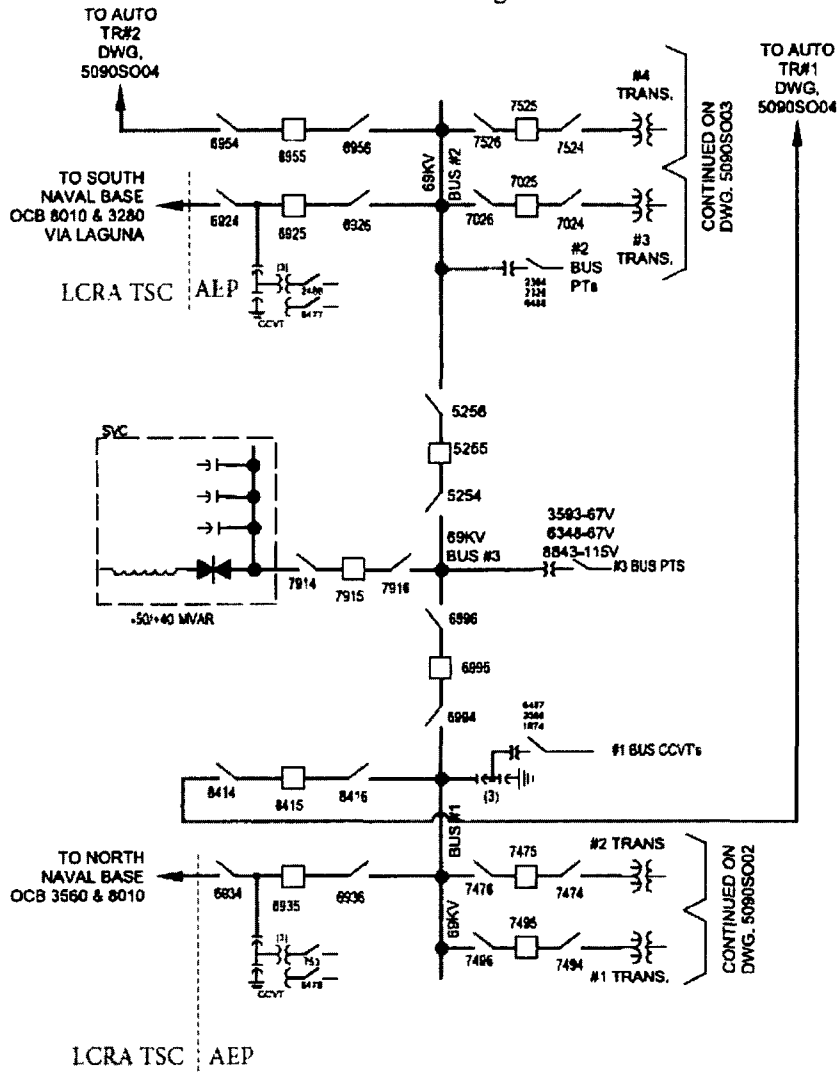 TO AUTO
TR#2
DWG.
5090SO04
TO AUTO
TR#1
DWG.
5090SO04
#4
TRANS.
7525
6954
6955
6956
7526
7524
69KV
BUS #2
CONTINUED ON
DWG. 5090SO03
TO SOUTH
NAVAL BASE
OCB 8010 & 3280
VIA LAGUNA
7025
6924
6925
6926
7026
7024
#3
TRANS.
#2
BUS
PTs
LCRA TSC
AEP
(3)
CCVT
5256
5255
5254
SVC
69KV
BUS #3
3593-67V
6348-67V
8843-115V
#3 BUS PTS
7914
7915
7916
+50/+40 MVAR
6996
6995
6994
#1 BUS CCVT's
(3)
8414
8415
8416
BUS #1
TO NORTH
NAVAL BASE
OCB 3560 & 8010
7475
#2 TRANS
6934
6935
6936
7476
7474
69KV
CONTINUED ON
DWG. 5090SO02
7495
7496
7494
#1 TRANS.
(3)
CCVT
LCRA TSC
AEP